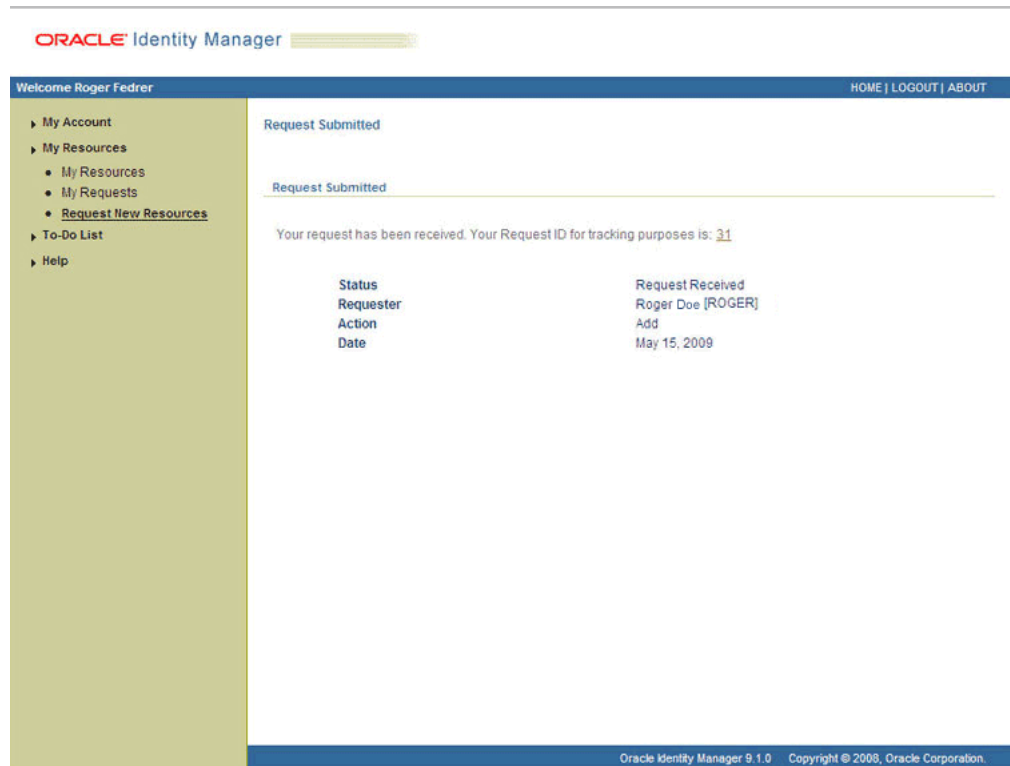 ORACLE Identity Manager
Welcome Roger Fedrer
HOME | LOGOUT | ABOUT
My Account
My Resources
My Resources
My Requests
Request New Resources
To-Do List
Help
Request Submitted
Request Submitted
Your request has been received. Your Request ID for tracking purposes is: 31
Status Request Received
Requester Roger Doe [ROGER]
Action Add
Date May 15, 2009
Oracle Identity Manager 9.1.0 Copyright © 2008, Oracle Corporation.